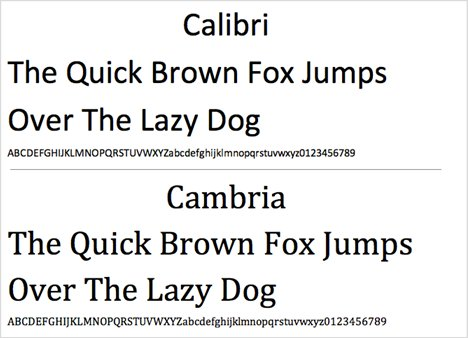 Calibri
The Quick Brown Fox Jumps
Over The Lazy Dog
ABCDEFGHIJKLMNOPQRSTUVWXYZabcdefghijklmnopqrstuvwxyz0123456789
Cambria
The Quick Brown Fox Jumps
Over The Lazy Dog
ABCDEFGHIJKLMNOPQRSTUVWXYZabcdefghijklmnopqrstuvwxyz0123456789